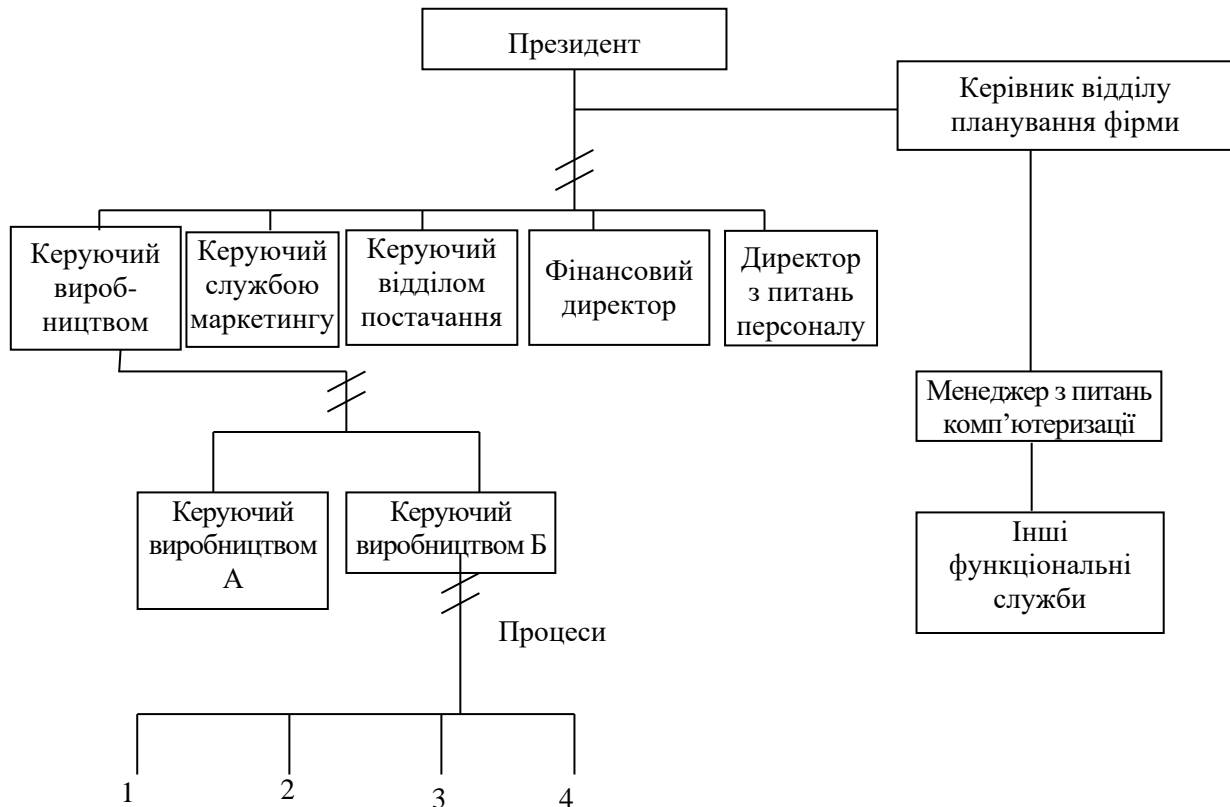 Президент
Керівник відділу
планування фірми
Керуючий
вироб-
ництвом
Керуючий
службою
маркетингу
Керуючий
відділом
постачання
Фінансовий
директор
Директор
з питань
персоналу
Менеджер з питань
комп’ютеризації
Керуючий
виробництвом
А
Керуючий
виробництвом Б
Інші
функціональні
служби
Процеси
1
2
3
4